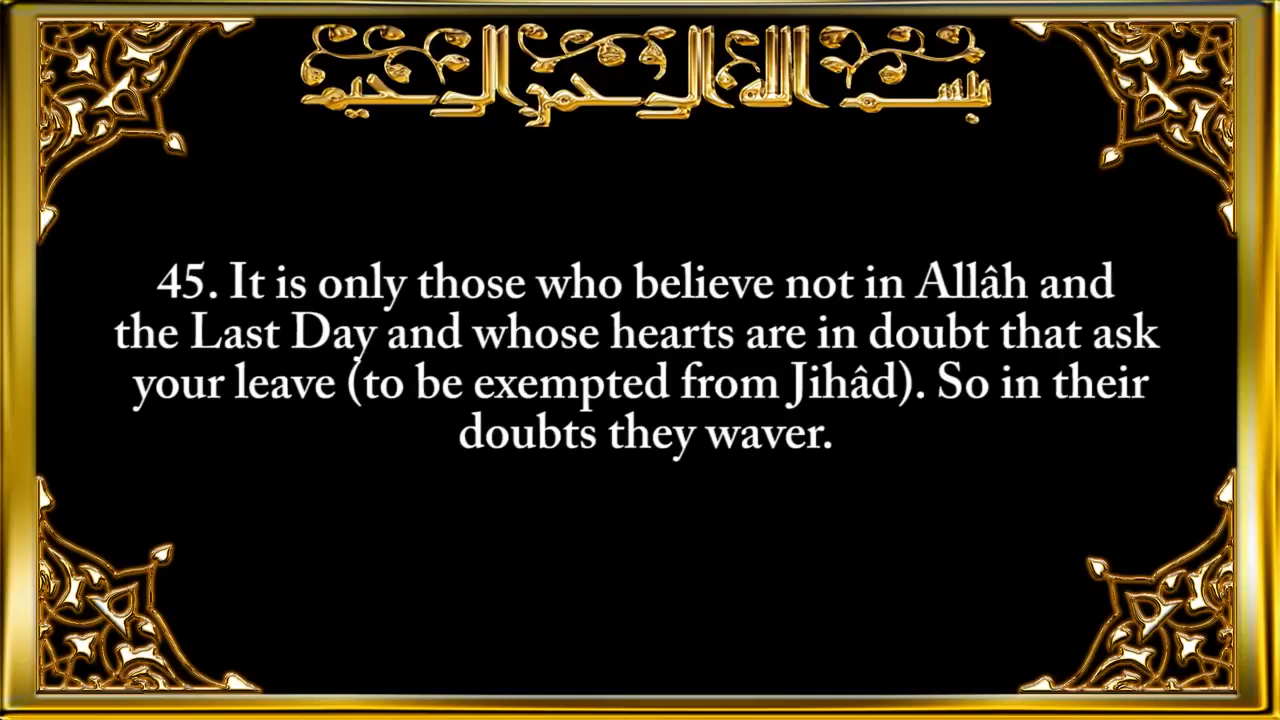 بسم الله الرحمن الرحيم
45. It is only those who believe not in Allâh and
the Last Day and whose hearts are in doubt that ask
your leave (to be exempted from Jihâd). So in their
doubts they waver.